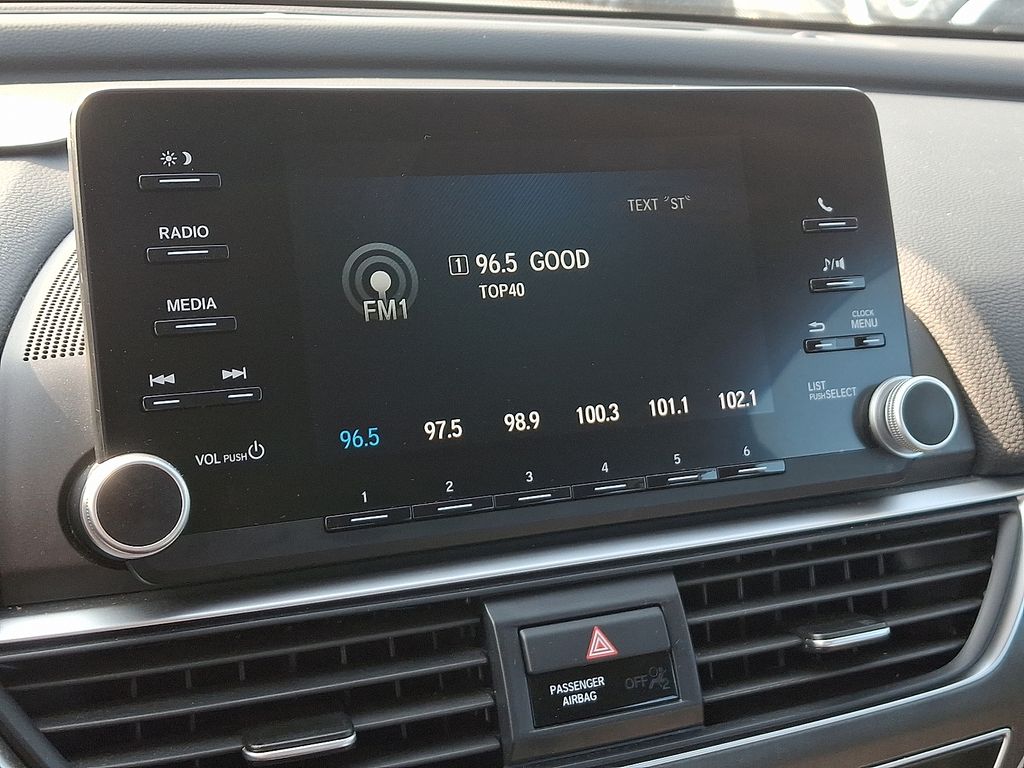 RADIO
MEDIA
VOL PUSH
TEXT "ST"
1 96.5 GOOD
TOP40
FM1
96.5 97.5 98.9 100.3 101.1 102.1
1 2 3 4 5 6
CLOCK
MENU
LIST
PUSH SELECT
PASSENGER
AIRBAG
OFF 2